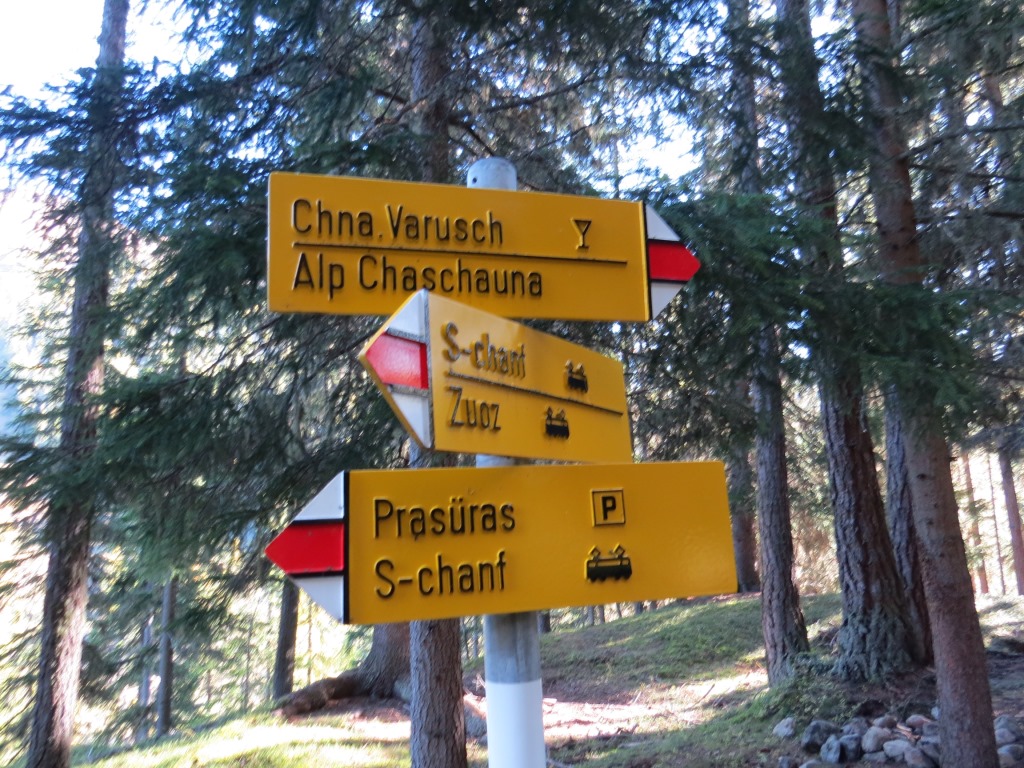 Chna. Varusch
Alp Chaschauna
S-chanf
Zuoz
Prasüras P
S-chanf